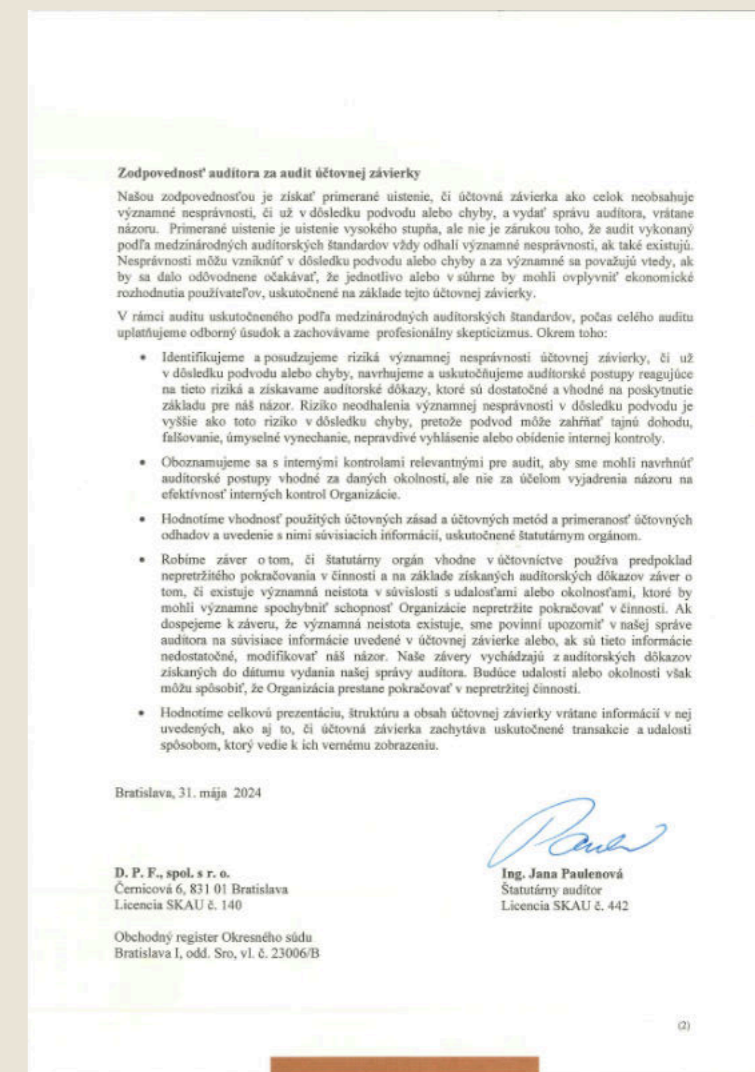 Zodpovednosť audítora za audit účtovnej závierky
Našou zodpovednosťou je získať primerané uistenie, či účtovná závierka ako celok neobsahuje
významné nesprávnosti, či už v dôsledku podvodu alebo chyby, a vydať správu audítora, vrátane
názoru. Primerané uistenie je uistenie vysokého stupňa, ale nie je zárukou toho, že audit vykonaný
podľa medzinárodných audítorských štandardov vždy odhalí významné nesprávnosti, ak také existujú.
Nesprávnosti môžu vzniknúť v dôsledku podvodu alebo chyby a za významné sa považujú vtedy, ak
by sa dalo odôvodnene očakávať, že jednotlivo alebo v súhrne by mohli ovplyvniť ekonomické
rozhodnutia používateľov, uskutočnené na základe tejto účtovnej závierky.
V rámci auditu uskutočneného podľa medzinárodných audítorských štandardov, počas celého auditu
uplatňujeme odborný úsudok a zachovávame profesionálny skepticizmus. Okrem toho:
• Identifikujeme a posudzujeme riziká významnej nesprávnosti účtovnej závierky, či už
v dôsledku podvodu alebo chyby, navrhujeme a uskutočňujeme audítorské postupy reagujúce
na tieto riziká a získavame audítorské dôkazy, ktoré sú dostatočné a vhodné na poskytnutie
základu pre náš názor. Riziko neodhalenia významnej nesprávnosti v dôsledku podvodu je
vyššie ako toto riziko v dôsledku chyby, pretože podvod môže zahŕňať tajnú dohodu,
falšovanie, úmyselné vynechanie, nepravdivé vyhlásenie alebo obídenie internej kontroly.
• Oboznamujeme sa s internými kontrolami relevantnými pre audit, aby sme mohli navrhnúť
audítorské postupy vhodné za daných okolností, ale nie za účelom vyjadrenia názoru na
efektívnosť interných kontrol Organizácie.
• Hodnotíme vhodnosť použitých účtovných zásad a účtovných metód a primeranosť účtovných
odhadov a uvedenie s nimi súvisiacich informácií, uskutočnené štatutárnym orgánom.
• Robíme záver o tom, či štatutárny orgán vhodne v účtovníctve používa predpoklad
nepretržitého pokračovania v činnosti a na základe získaných audítorských dôkazov záver o
tom, či existuje významná neistota v súvislosti s udalosťami alebo okolnosťami, ktoré by
mohli významne spochybniť schopnosť Organizácie nepretržite pokračovať v činnosti. Ak
dospejeme k záveru, že významná neistota existuje, sme povinní upozorniť v našej správe
audítora na súvisiace informácie uvedené v účtovnej závierke alebo, ak sú tieto informácie
nedostatočné, modifikovať náš názor. Naše závery vychádzajú z audítorských dôkazov
získaných do dátumu vydania našej správy audítora. Budúce udalosti alebo okolnosti však
môžu spôsobiť, že Organizácia prestane pokračovať v nepretržitej činnosti.
• Hodnotíme celkovú prezentáciu, štruktúru a obsah účtovnej závierky vrátane informácií v nej
uvedených, ako aj to, či účtovná závierka zachytáva uskutočnené transakcie a udalosti
spôsobom, ktorý vedie k ich vernému zobrazeniu.
Bratislava, 31. mája 2024
D. P. F., spol. s r. o.
Černicová 6, 831 01 Bratislava
Licencia SKAU č. 140
Ing. Jana Paulenová
Štatutárny audítor
Licencia SKAU č. 442
Obchodný register Okresného súdu
Bratislava I, odd. Sro, vl. č. 23006/B
(2)